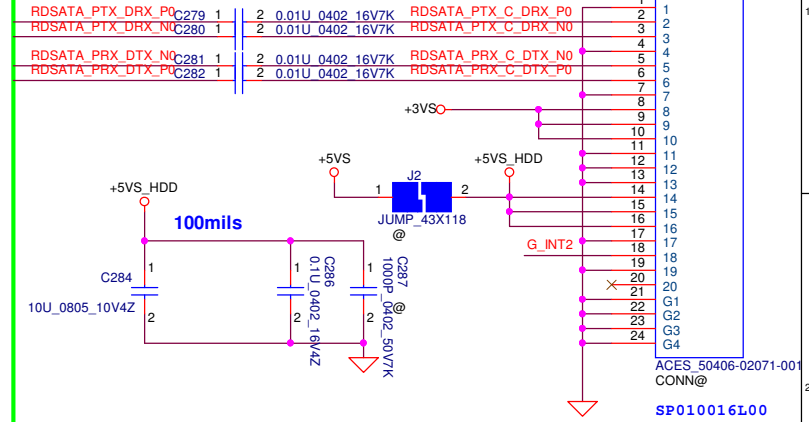 1
1
RDSATA_PTX_DRX_P0 C279 1 2 0.01U_0402_16V7K RDSATA_PTX_C_DRX_P0 2 2
RDSATA_PTX_DRX_N0 C280 1 2 0.01U_0402_16V7K RDSATA_PTX_C_DRX_N0 3 3
4 4
RDSATA_PRX_DTX_N0 C281 1 2 0.01U_0402_16V7K RDSATA_PRX_C_DTX_N0 5 5
RDSATA_PRX_DTX_P0 C282 1 2 0.01U_0402_16V7K RDSATA_PRX_C_DTX_P0 6 6
7 7
+3VS 8 8
9 9
10 10
11 11
+5VS +5VS_HDD 12 12
J2 13 13
+5VS_HDD 1 2 14 14
15 15
100mils JUMP_43X118 16 16
@ 17 17
G_INT2 18 18
19 19
C284 1 1 C286 1 C287 20 20
0.1U_0402_16V4Z 1000P_0402_50V7K @
10U_0805_10V4Z 2 2 2
21 G1
22 G2
23 G3
24 G4
ACES_50406-02071-001
CONN@
SP010016L00
2